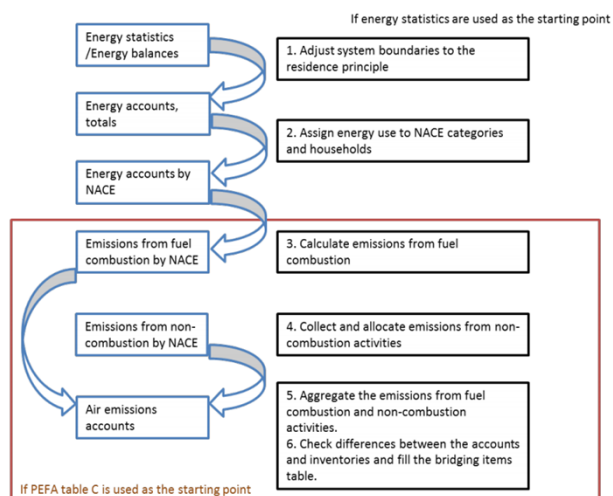 If energy statistics are used as the starting point
Energy statistics
/Energy balances
1. Adjust system boundaries to the
residence principle
Energy accounts,
totals
2. Assign energy use to NACE categories
and households
Energy accounts by
NACE
Emissions from fuel
combustion by NACE
3. Calculate emissions from fuel
combustion
Emissions from non-
combustion by NACE
4. Collect and allocate emissions from non-
combustion activities
Air emissions
accounts
5. Aggregate the emissions from fuel
combustion and non-combustion
activities.
6. Check differences between the accounts
and inventories and fill the bridging items
table.
If PEFA table C is used as the starting point